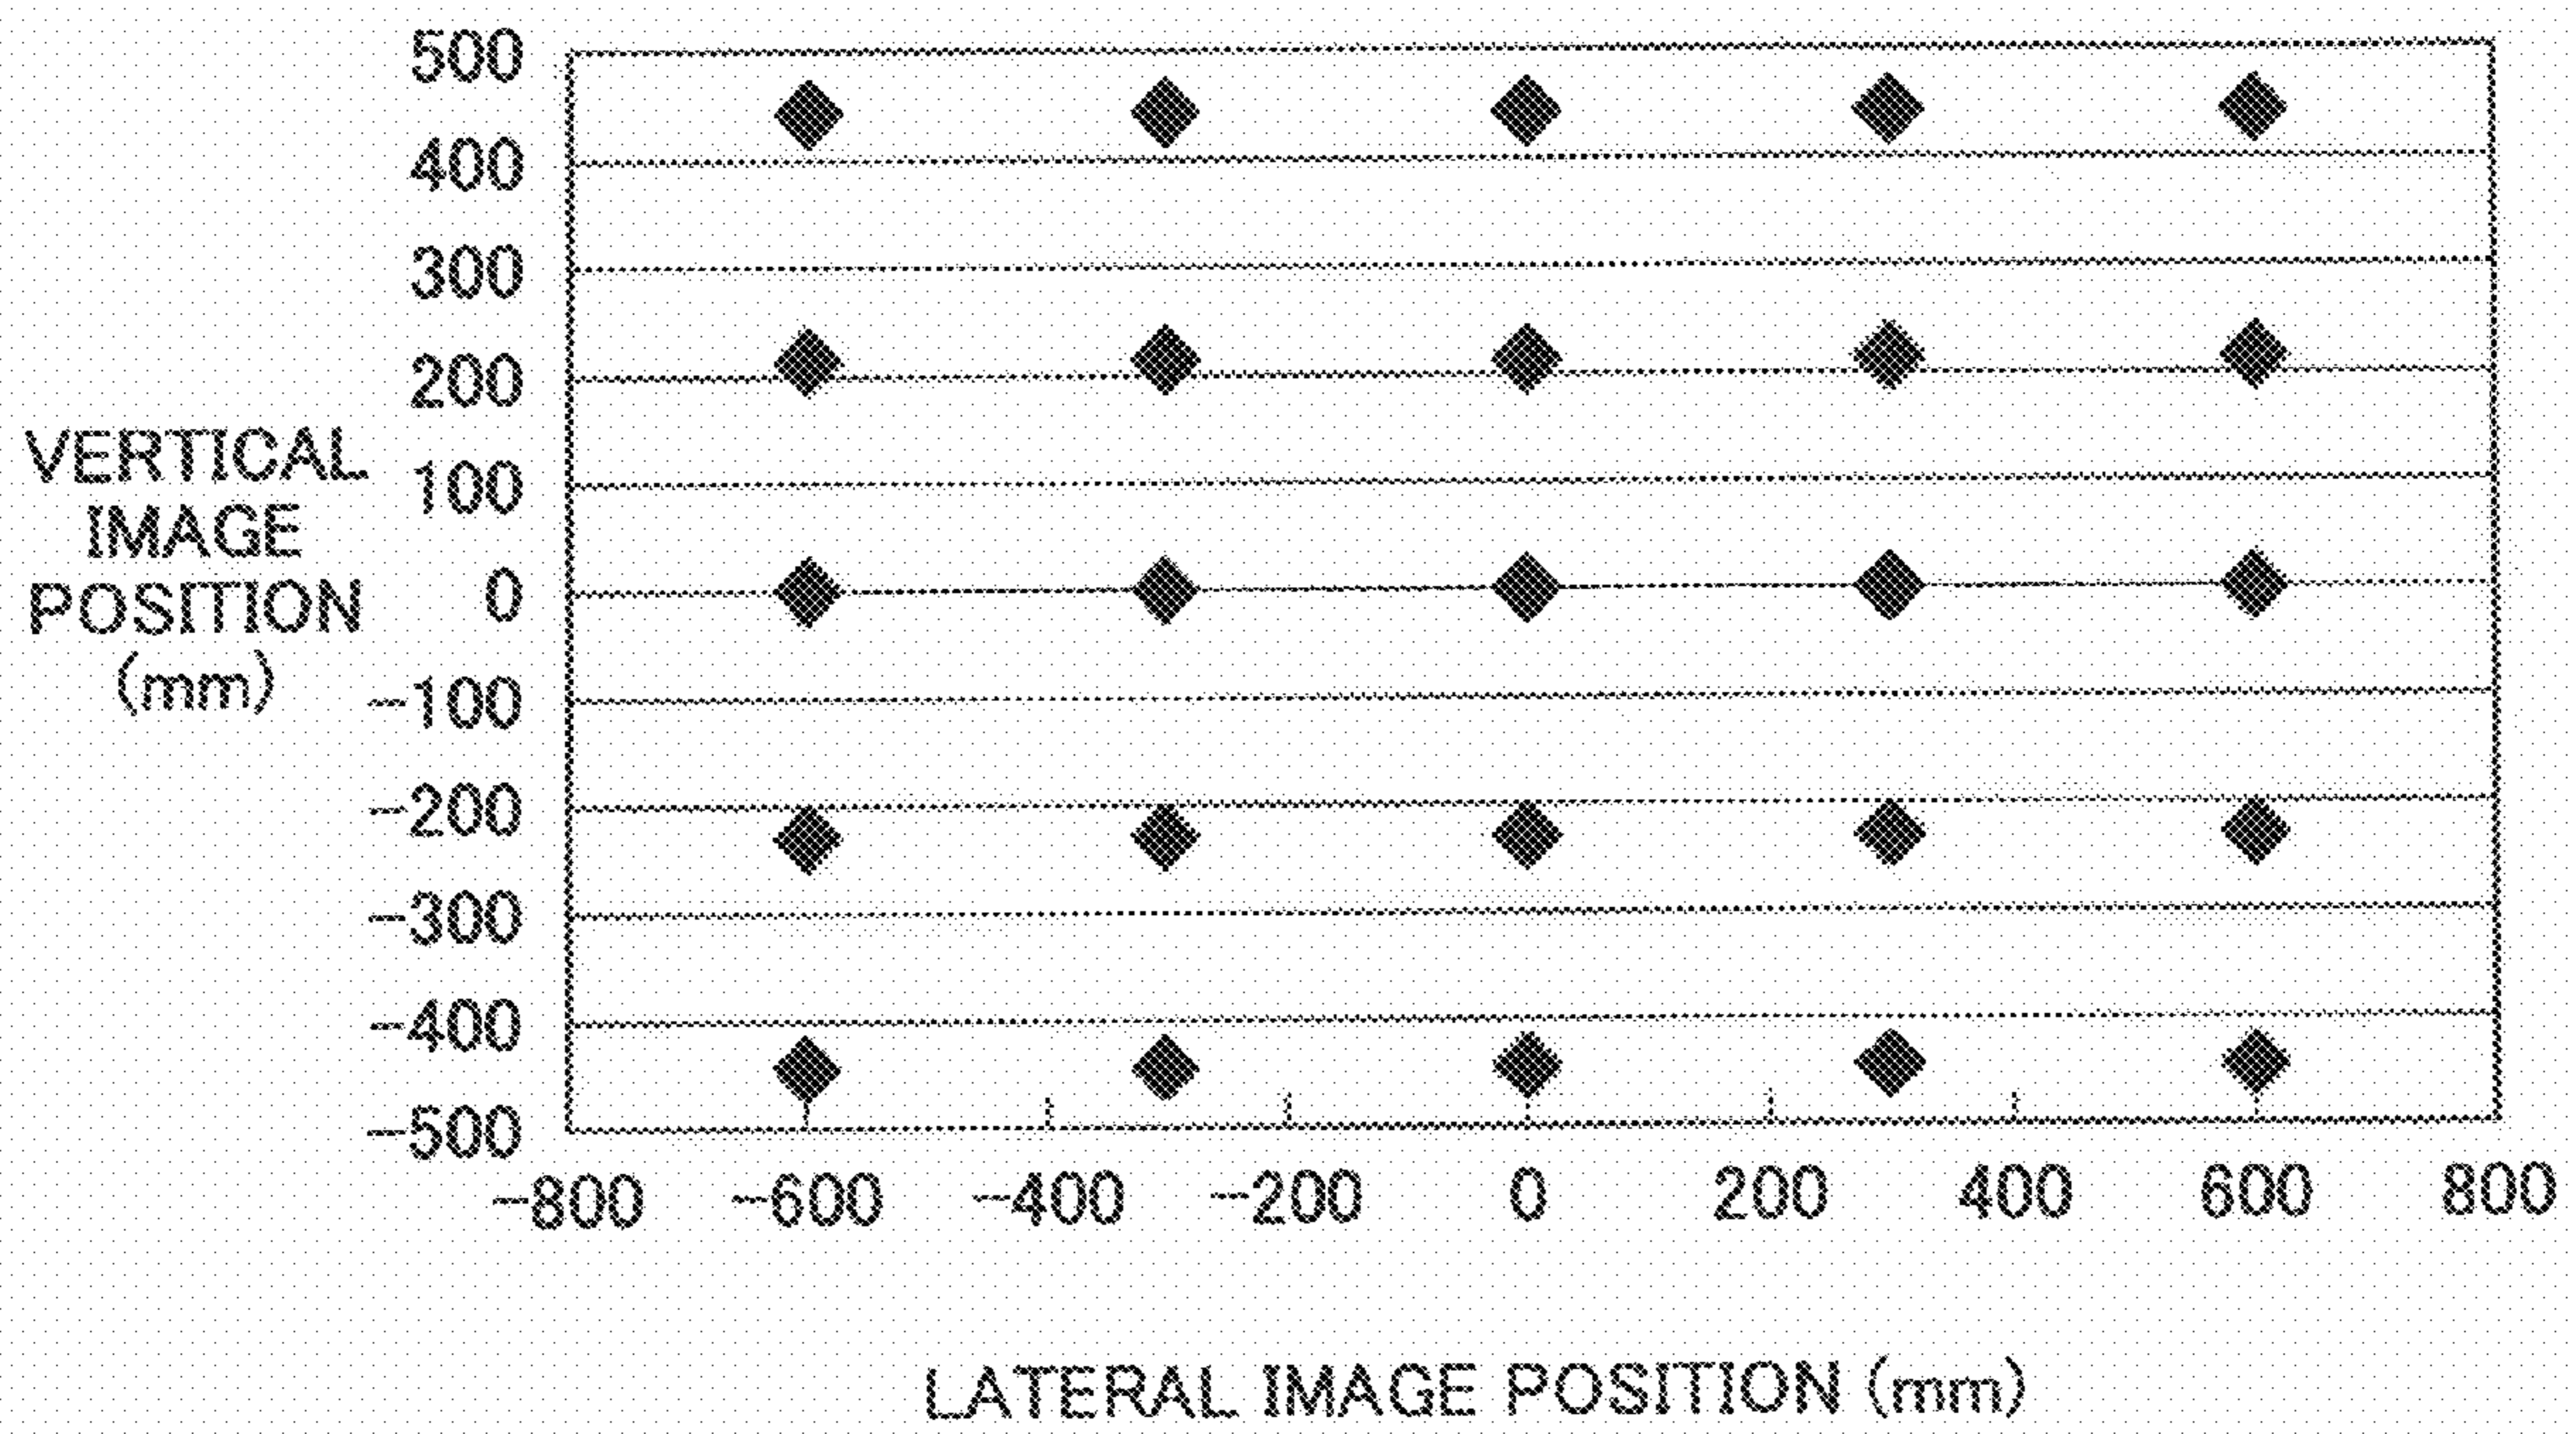 500
400
300
200
100
0
−100
−200
−300
−400
−500
VERTICAL
IMAGE
POSITION
(mm)
−800 −600 −400 −200 0 200 400 600 800
LATERAL IMAGE POSITION (mm)